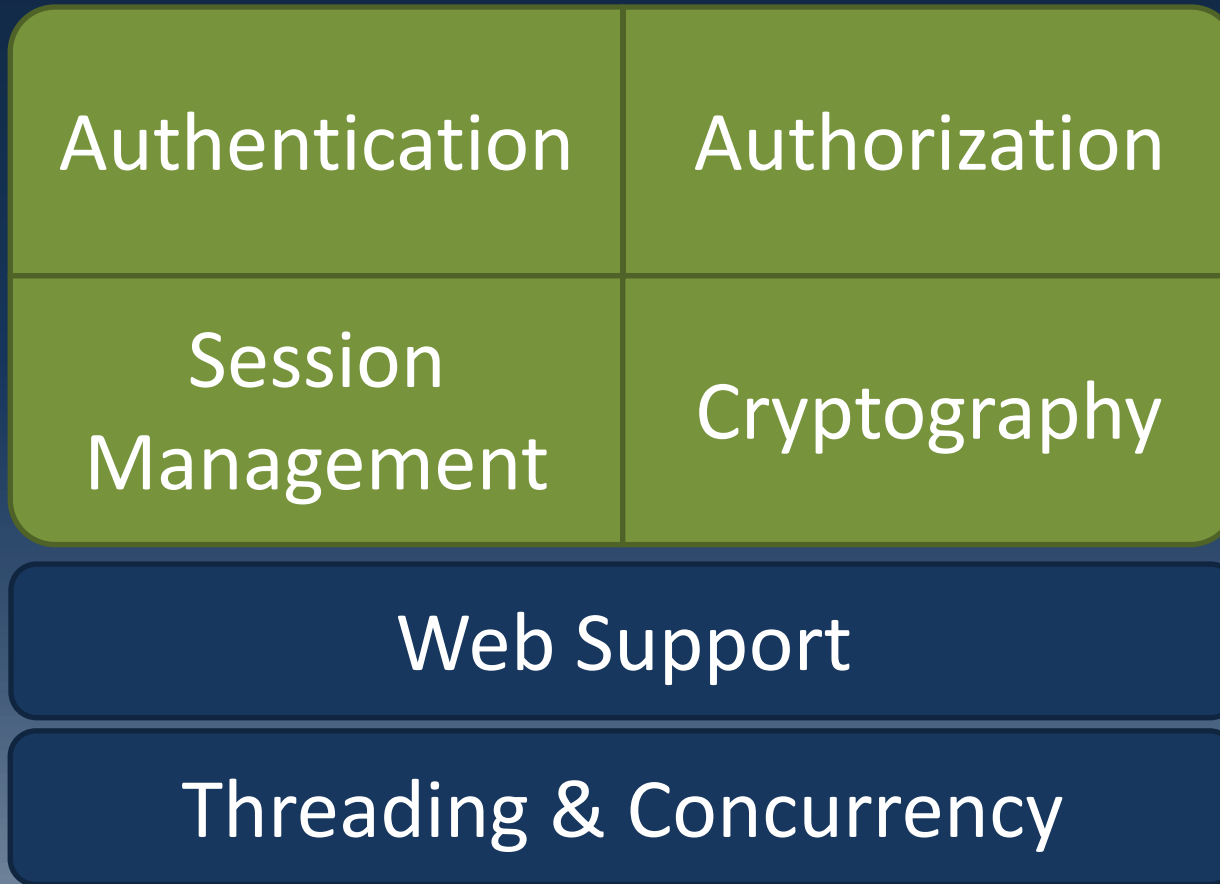 Authentication
Authorization
Session
Management
Cryptography
Web Support
Threading & Concurrency